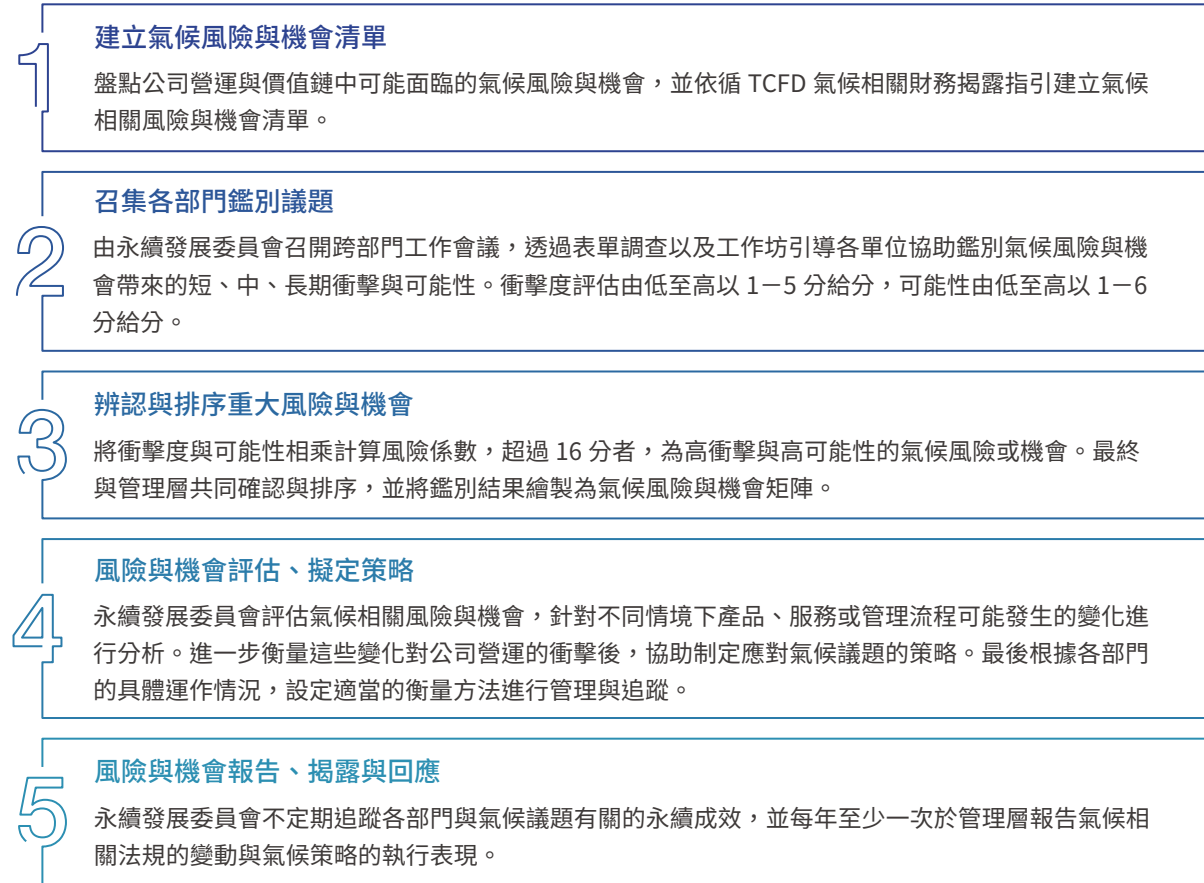 1
建立氣候風險與機會清單
盤點公司營運與價值鏈中可能面臨的氣候風險與機會,並依循 TCFD 氣候相關財務揭露指引建立氣候
相關風險與機會清單。
2
召集各部門鑑別議題
由永續發展委員會召開跨部門工作會議,透過表單調查以及工作坊引導各單位協助鑑別氣候風險與機
會帶來的短、中、長期衝擊與可能性。衝擊度評估由低至高以 1－5 分給分,可能性由低至高以 1－6
分給分。
3
辨認與排序重大風險與機會
將衝擊度與可能性相乘計算風險係數,超過 16 分者,為高衝擊與高可能性的氣候風險或機會。最終
與管理層共同確認與排序,並將鑑別結果繪製為氣候風險與機會矩陣。
4
風險與機會評估、擬定策略
永續發展委員會評估氣候相關風險與機會,針對不同情境下產品、服務或管理流程可能發生的變化進
行分析。進一步衡量這些變化對公司營運的衝擊後,協助制定應對氣候議題的策略。最後根據各部門
的具體運作情況,設定適當的衡量方法進行管理與追蹤。
5
風險與機會報告、揭露與回應
永續發展委員會不定期追蹤各部門與氣候議題有關的永續成效,並每年至少一次於管理層報告氣候相
關法規的變動與氣候策略的執行表現。